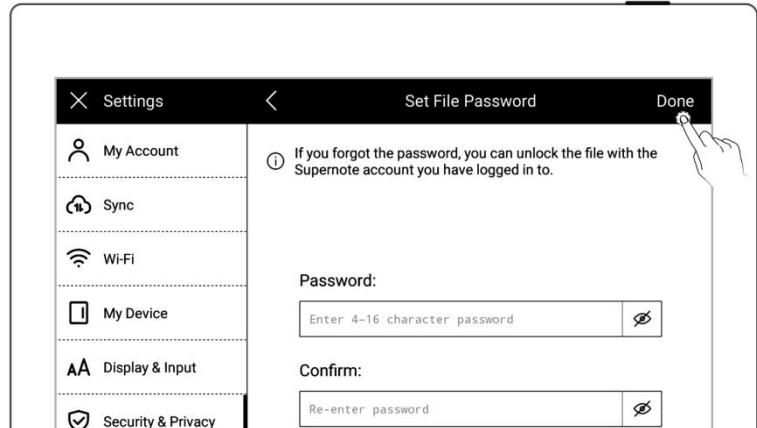 Settings
Set File Password
Done
My Account
Sync
Wi-Fi
My Device
Display & Input
Security & Privacy
If you forgot the password, you can unlock the file with the
Supernote account you have logged in to.
Password:
Enter 4-16 character password
Confirm:
Re-enter password